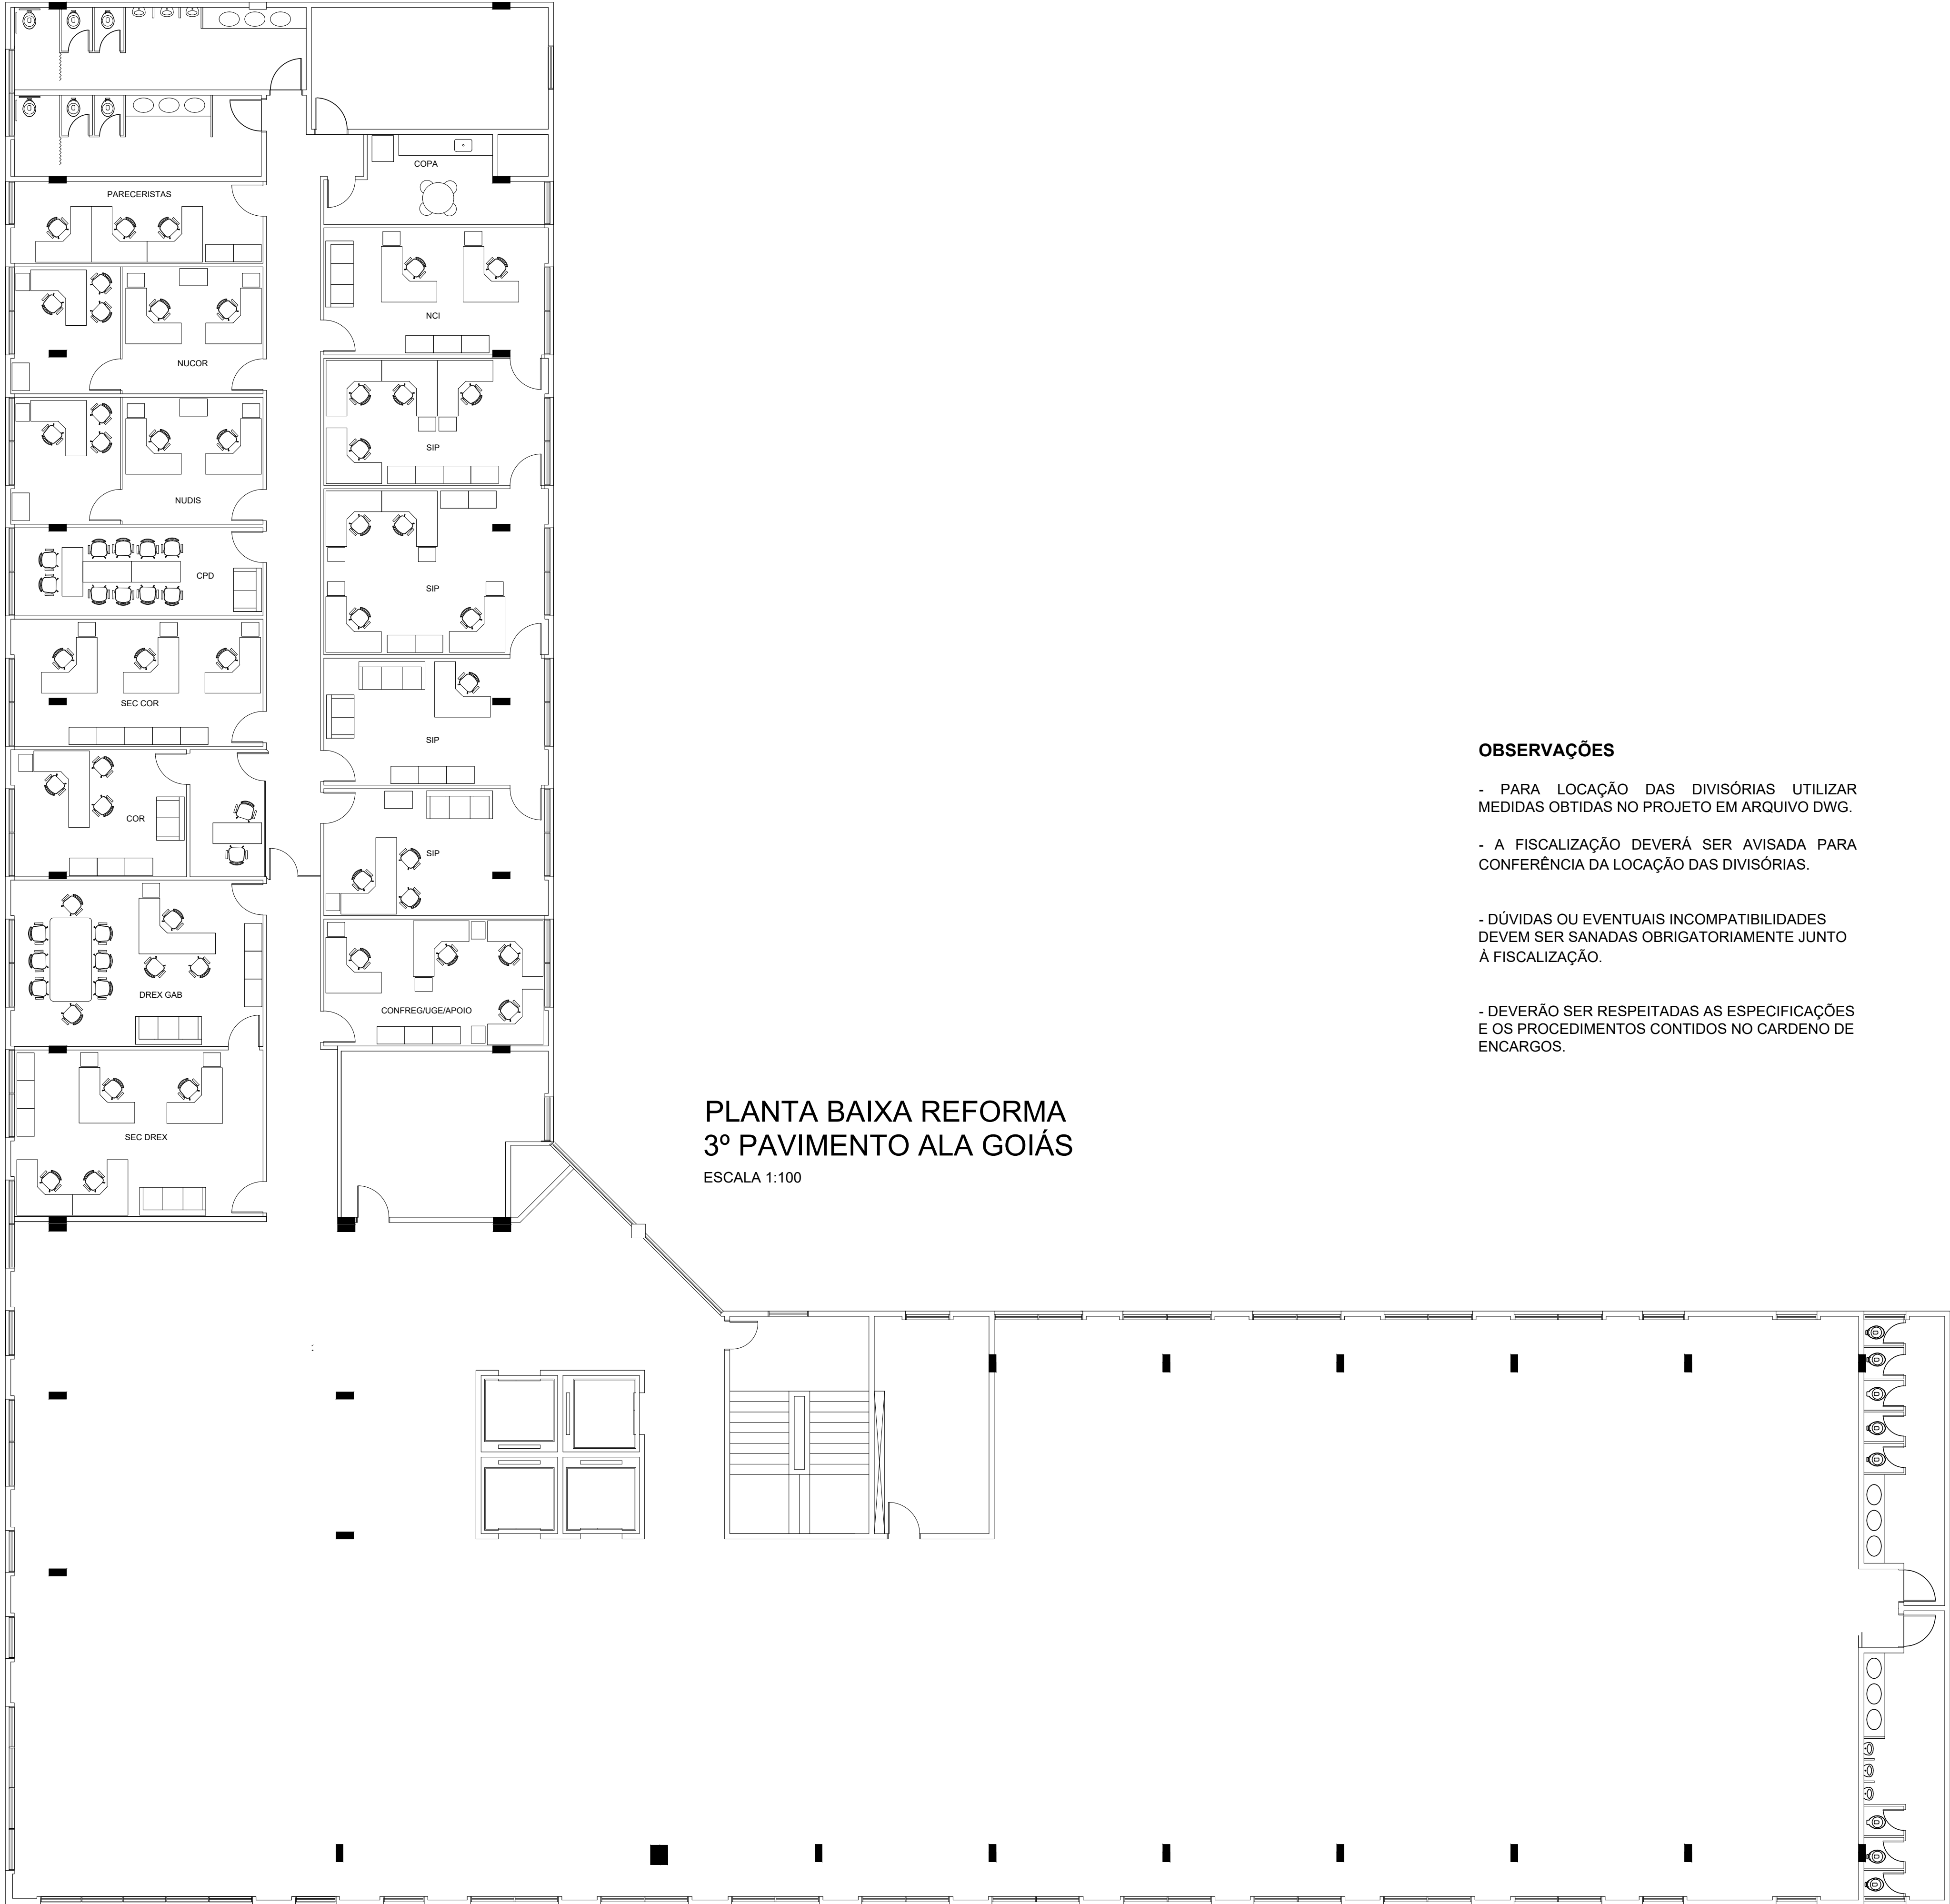 COPA
PARECERISTAS
NCI
NUCOR
SIP
NUDIS
CPD
SIP
SEC COR
SIP
COR
SIP
DREX GAB
CONFREG/UGE/APOIO
SEC DREX
PLANTA BAIXA REFORMA
3º PAVIMENTO ALA GOIÁS
ESCALA 1:100
OBSERVAÇÕES
- PARA LOCAÇÃO DAS DIVISÓRIAS UTILIZAR
MEDIDAS OBTIDAS NO PROJETO EM ARQUIVO DWG.
- A FISCALIZAÇÃO DEVERÁ SER AVISADA PARA
CONFERÊNCIA DA LOCAÇÃO DAS DIVISÓRIAS.
- DÚVIDAS OU EVENTUAIS INCOMPATIBILIDADES
DEVEM SER SANADAS OBRIGATORIAMENTE JUNTO
À FISCALIZAÇÃO.
- DEVERÃO SER RESPEITADAS AS ESPECIFICAÇÕES
E OS PROCEDIMENTOS CONTIDOS NO CARDENO DE
ENCARGOS.